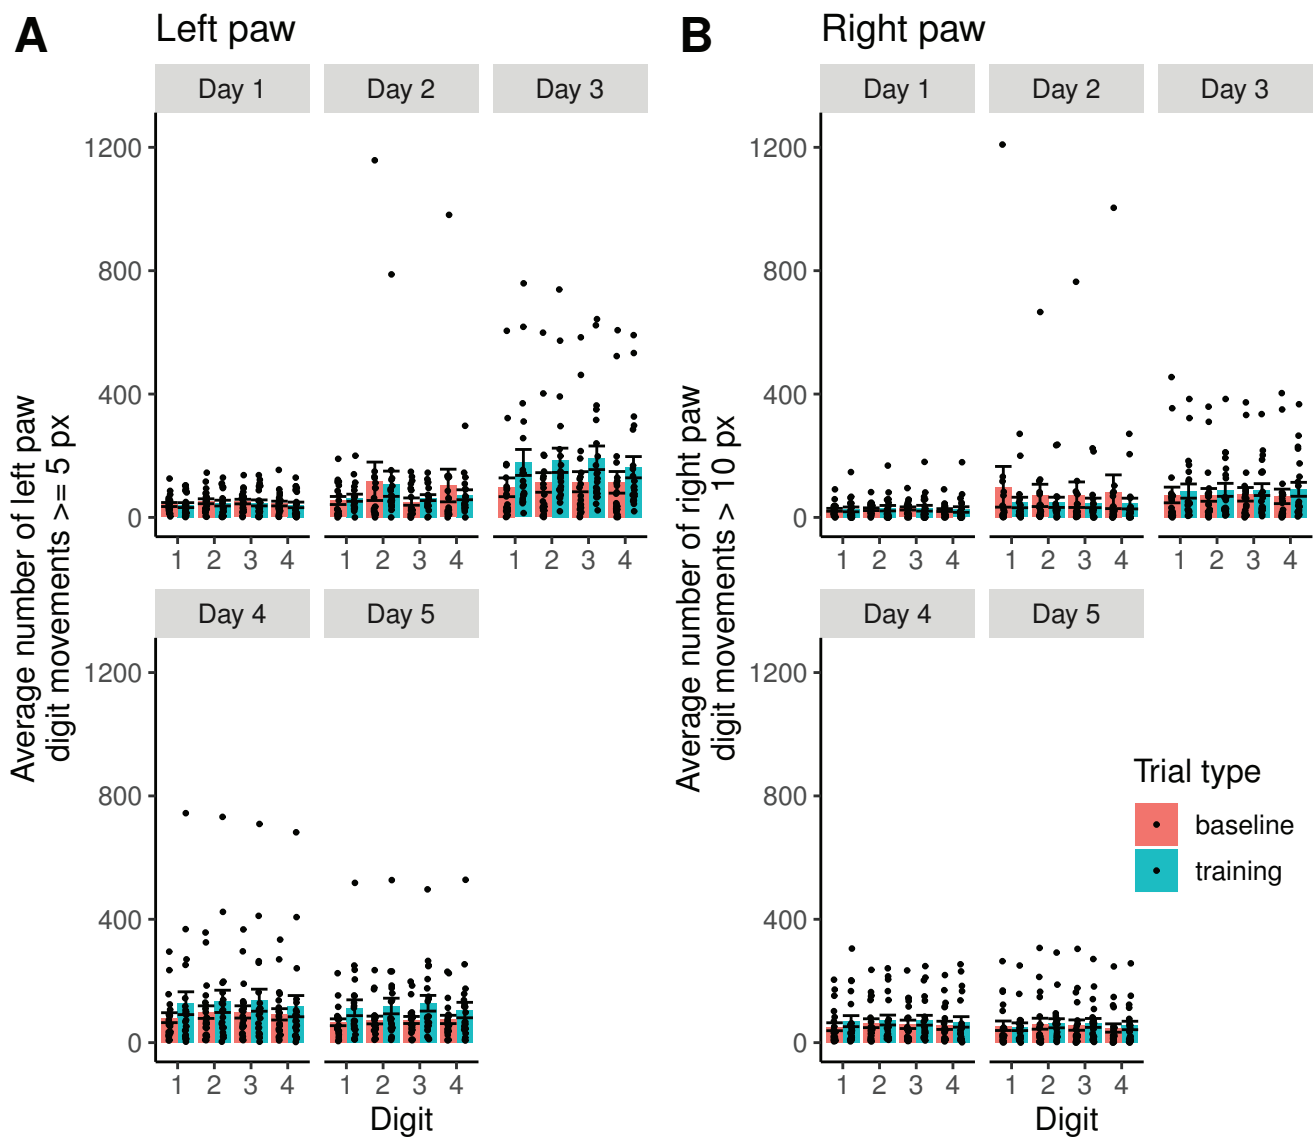 A
Left paw
Day 1
Day 2
Day 3
1200
800
400
0
1 2 3 4
1 2 3 4
1 2 3 4
Day 4
Day 5
1200
800
400
0
1 2 3 4
1 2 3 4
Digit
Average number of left paw
digit movements >= 5 px
B
Right paw
Day 1
Day 2
Day 3
1200
800
400
0
1 2 3 4
1 2 3 4
1 2 3 4
Day 4
Day 5
1200
800
400
0
1 2 3 4
1 2 3 4
Digit
Average number of right paw
digit movements > 10 px
Trial type
baseline
training